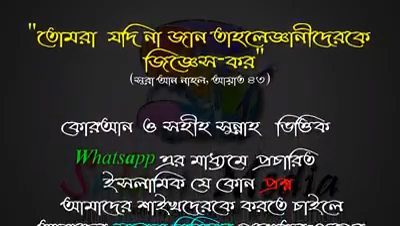 "তোমরা যদি না জান তাহলে জ্ঞানীদেরকে
জিজ্ঞেস-কর"
(সুরা আন নাহল, আয়াত ৪৩)
কোরআন ও সহীহ সুন্নাহ ভিত্তিক
Whatsapp এর মাধ্যমে প্রচারিত
ইসলামিক যে কোন প্রশ্ন
আমাদের শাইখদেরকে করতে চাইলে